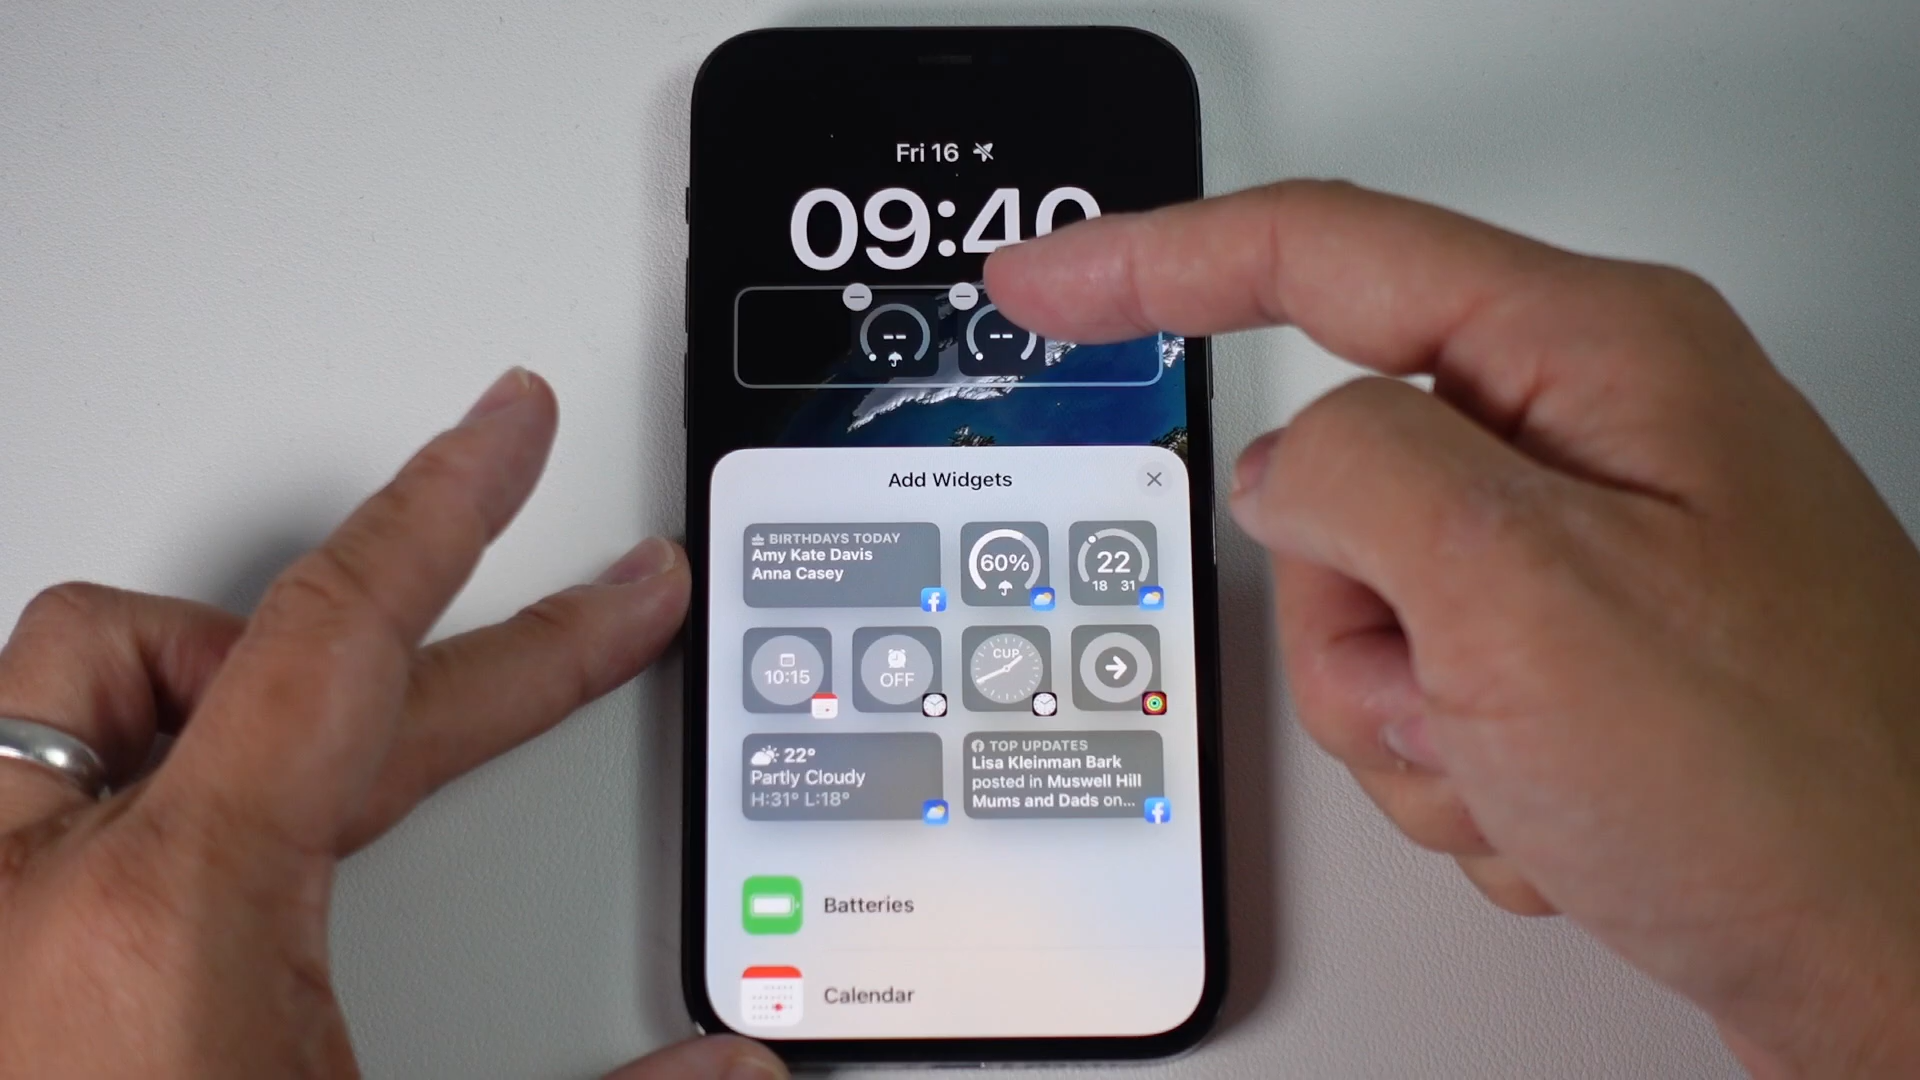 Fri 16
09:40
--
--
Add Widgets
BIRTHDAYS TODAY
Amy Kate Davis
Anna Casey
60%
22
18 31
10:15
OFF
CUP
22°
Partly Cloudy
H:31° L:18°
TOP UPDATES
Lisa Kleinman Bark
posted in Muswell Hill
Mums and Dads on...
Batteries
Calendar